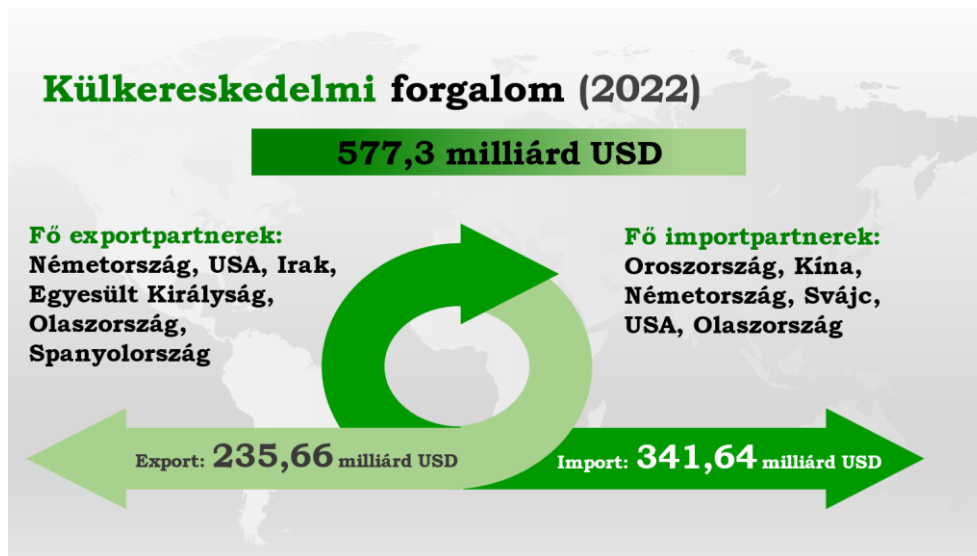 Külkereskedelmi forgalom (2022)
577,3 milliárd USD
Fő exportpartnerek:
Németország, USA, Irak,
Egyesült Királyság,
Olaszország,
Spanyolország
Fő importpartnerek:
Oroszország, Kína,
Németország, Svájc,
USA, Olaszország
Export: 235,66 milliárd USD
Import: 341,64 milliárd USD